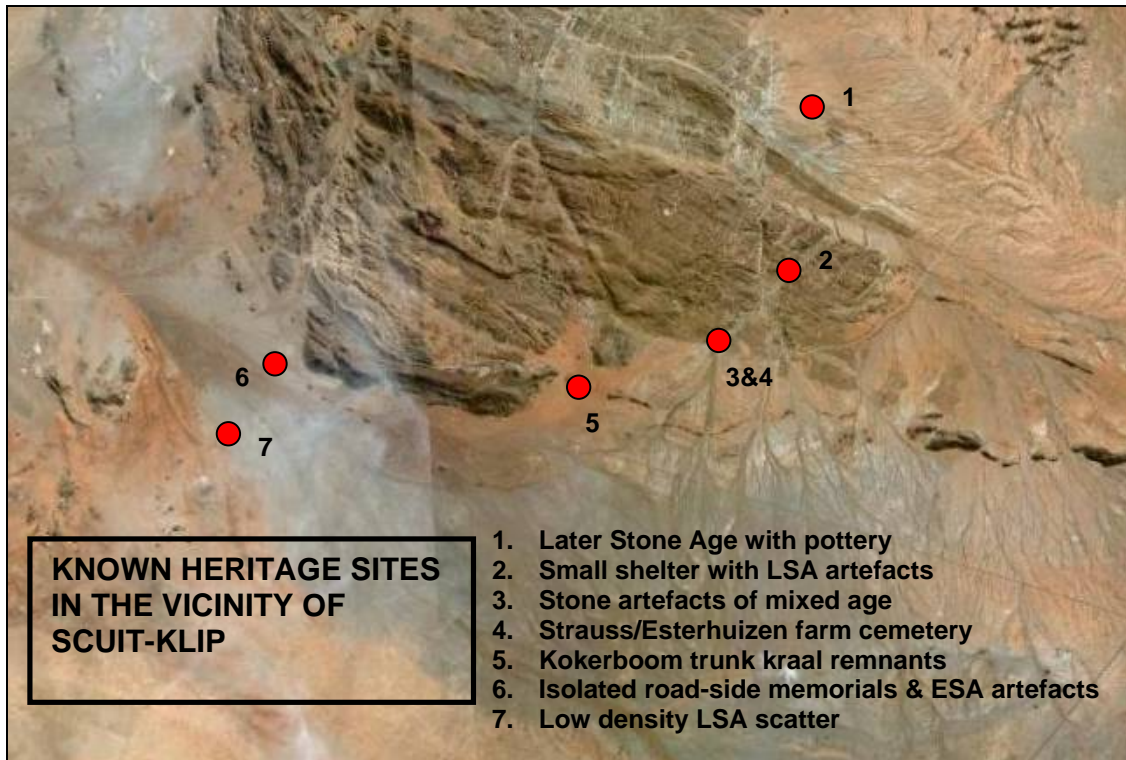 1
2
3&4
5
6
7
KNOWN HERITAGE SITES
IN THE VICINITY OF
SCUIT-KLIP
1. Later Stone Age with pottery
2. Small shelter with LSA artefacts
3. Stone artefacts of mixed age
4. Strauss/Esterhuizen farm cemetery
5. Kokerboom trunk kraal remnants
6. Isolated road-side memorials & ESA artefacts
7. Low density LSA scatter